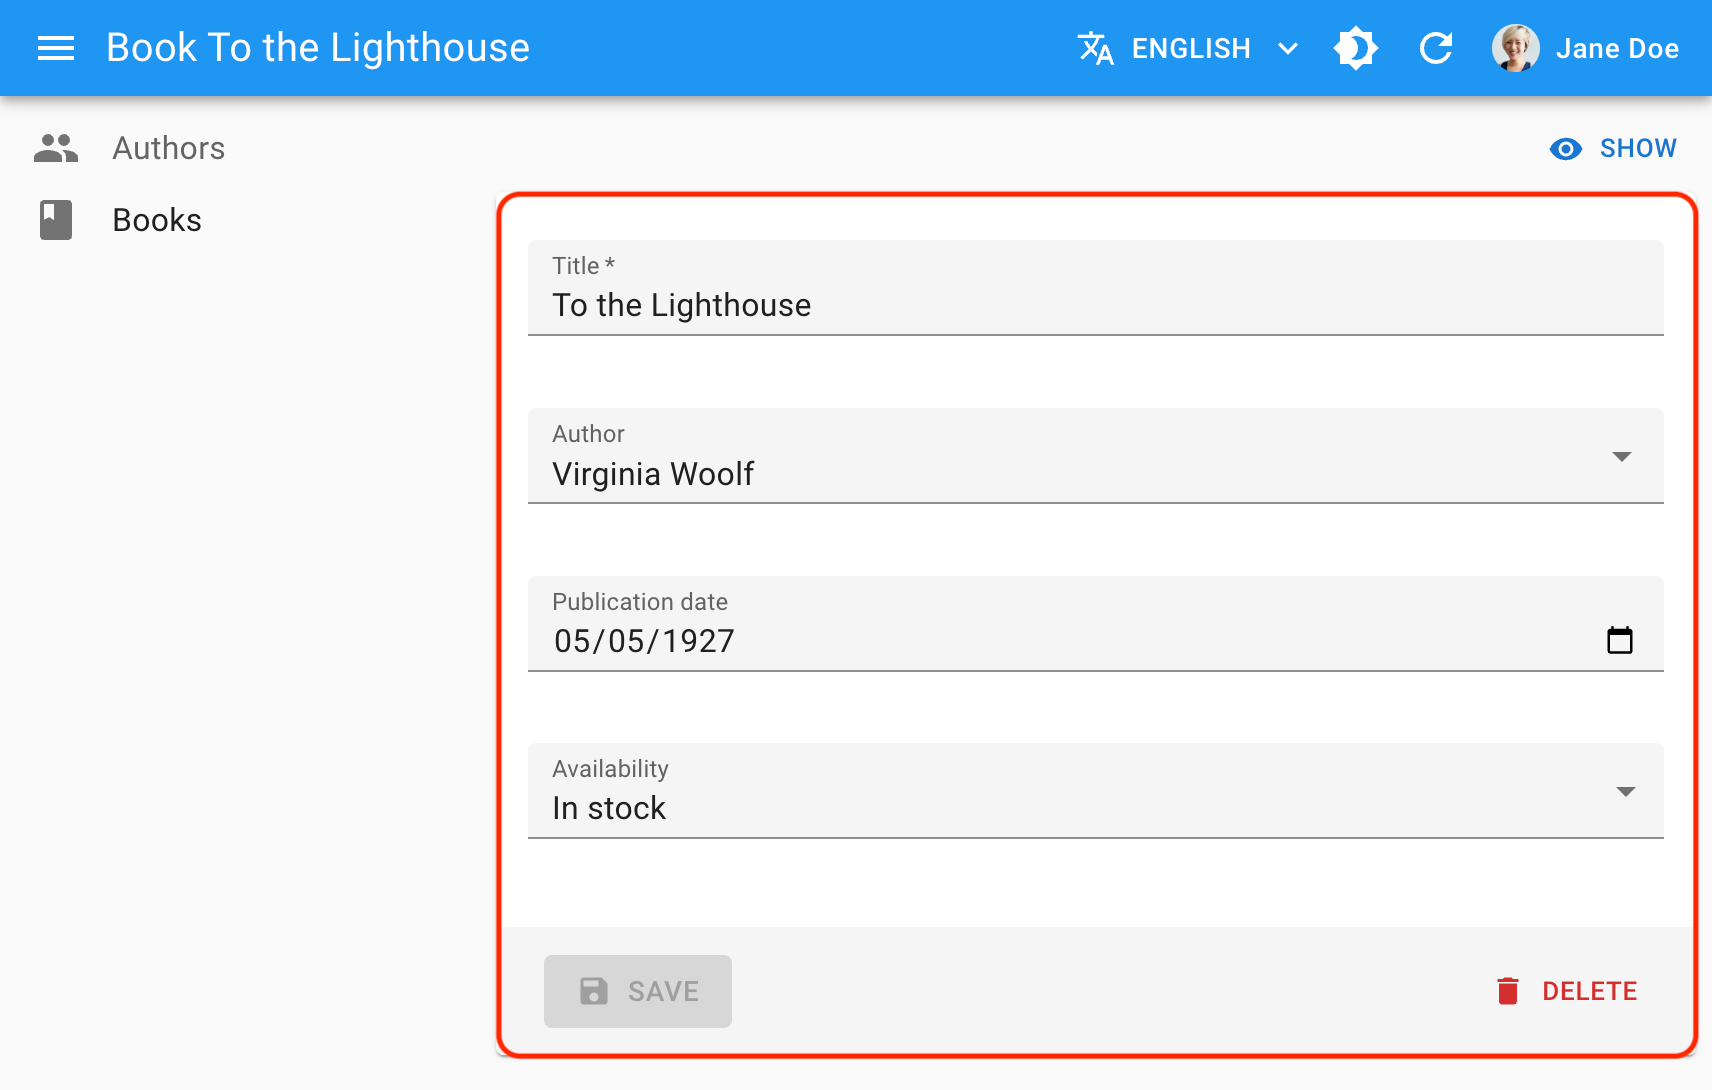 Book To the Lighthouse
ENGLISH
Jane Doe
Authors
Books
SHOW
Title *
To the Lighthouse
Author
Virginia Woolf
Publication date
05/05/1927
Availability
In stock
SAVE
DELETE